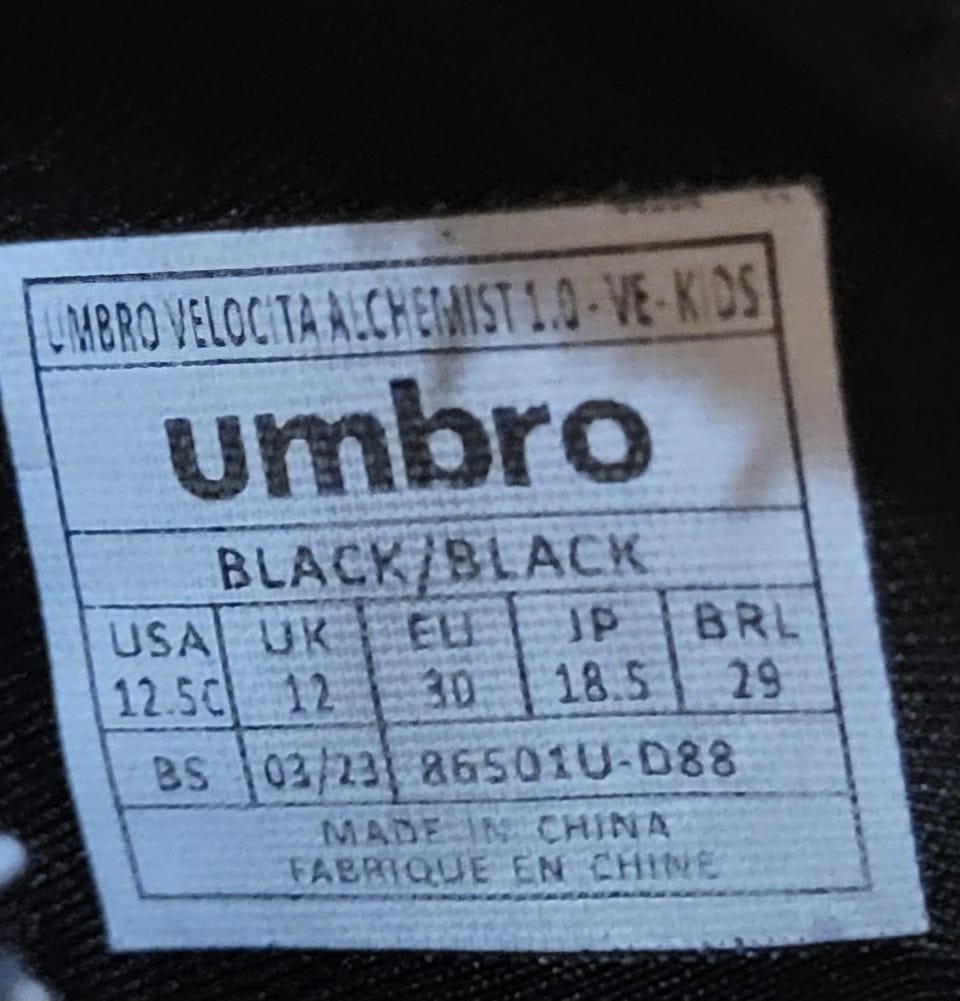 UMBRO VELOCITA ALCHEMIST 1.0 - VE - KIDS
umbro
BLACK/BLACK
USA UK EU JP BRL
12.5C 12 30 18.5 29
BS 03/23 86501U-D88
MADE IN CHINA
FABRIQUE EN CHINE